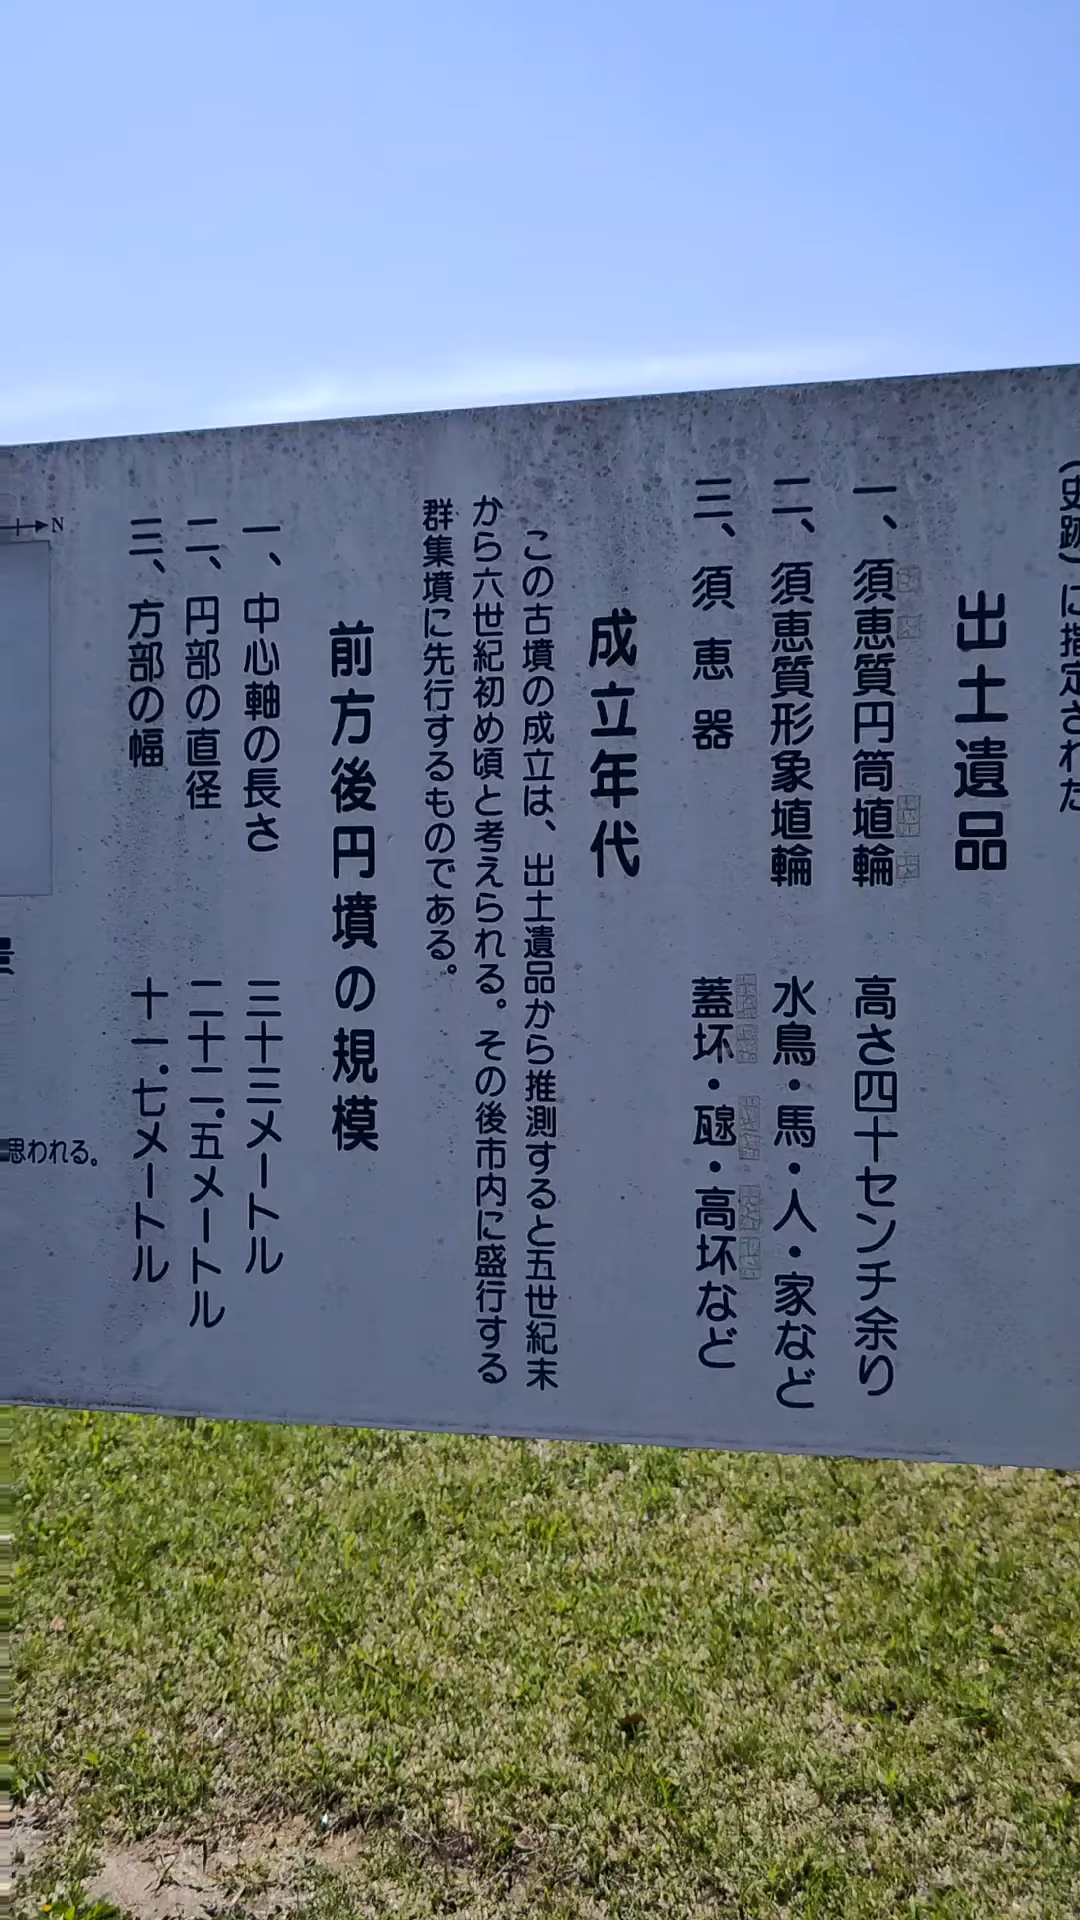 (史跡)に指定された
出土遺品
一、須恵質円筒埴輪　高さ四十センチ余り
二、須恵質形象埴輪　水鳥・馬・人・家など
三、須恵器　蓋坏・𤭯・高坏など
成立年代
この古墳の成立は、出土遺品から推測すると五世紀末
から六世紀初め頃と考えられる。その後市内に盛行する
群集墳に先行するものである。
前方後円墳の規模
一、中心軸の長さ　三十三メートル
二、円部の直径　二十二.五メートル
三、方部の幅　十一.七メートル
N
思われる。